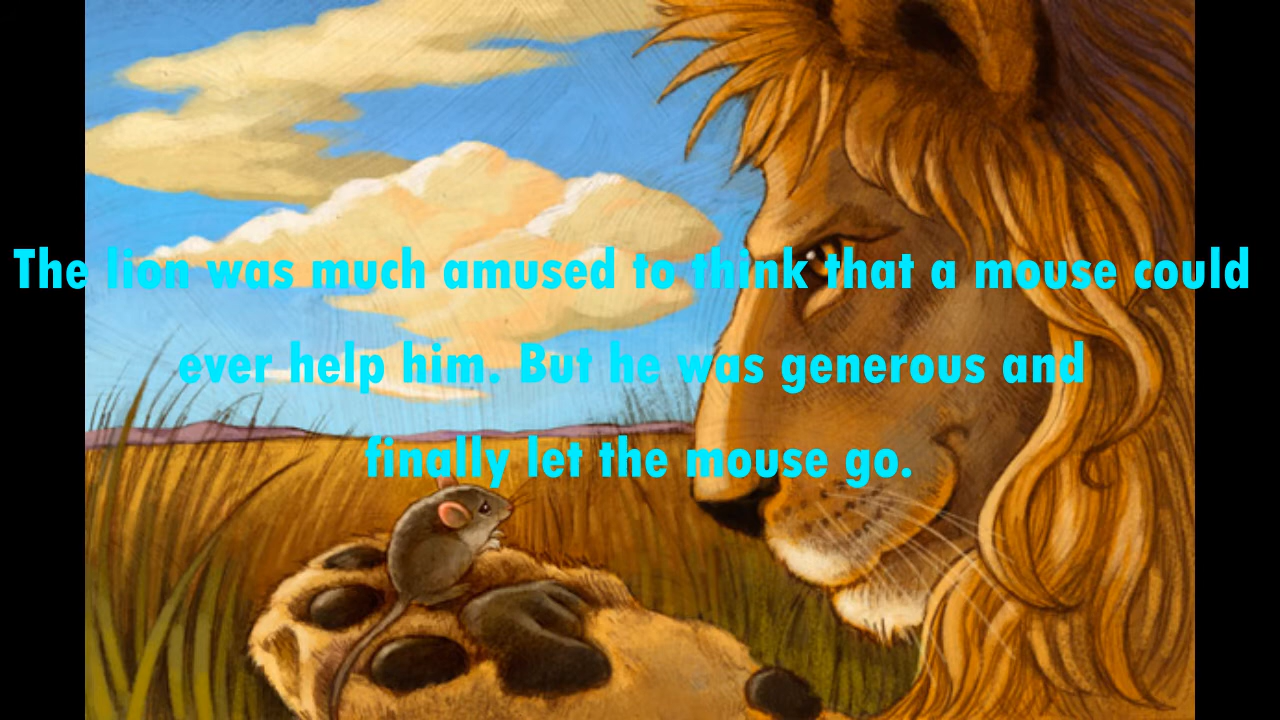 The lion was much amused to think that a mouse could
ever help him. But he was generous and
finally let the mouse go.